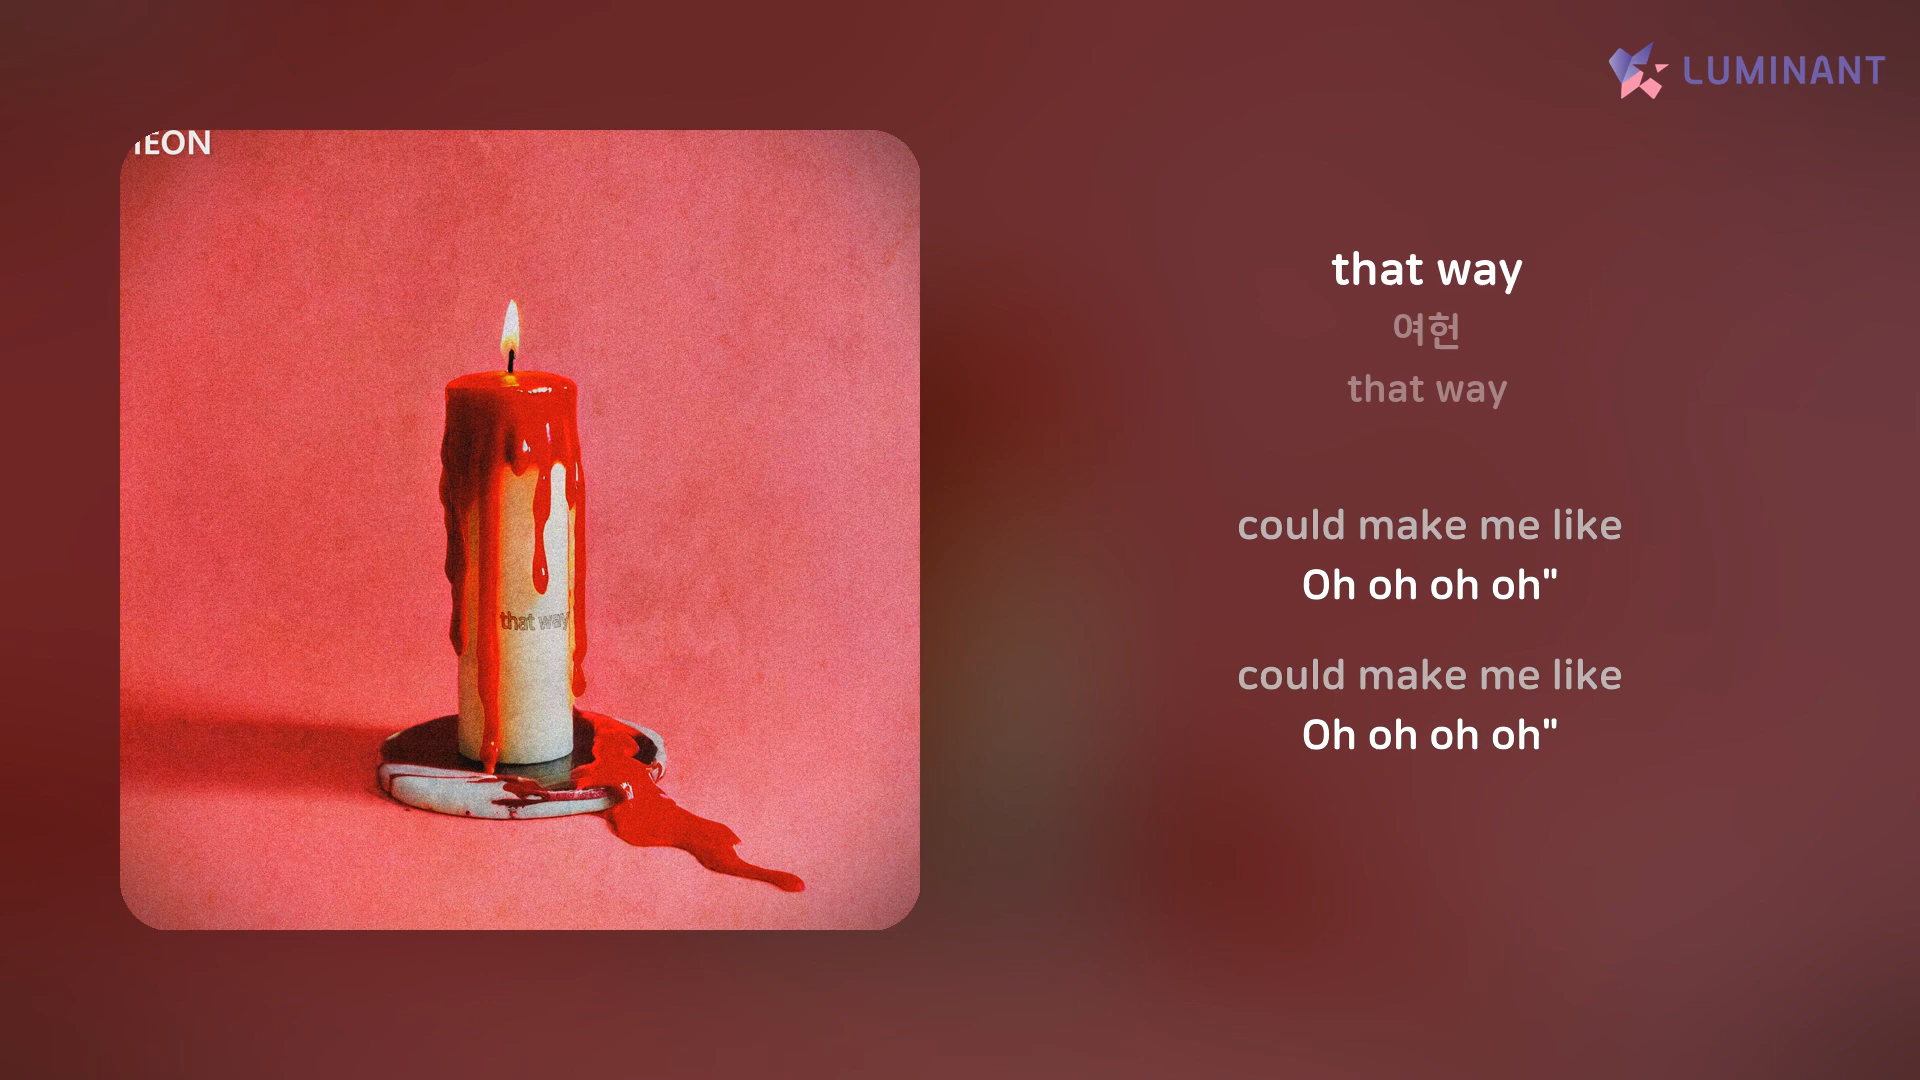 LUMINANT
that way
여헌
that way
could make me like
Oh oh oh oh"
could make me like
Oh oh oh oh"
EON
that way